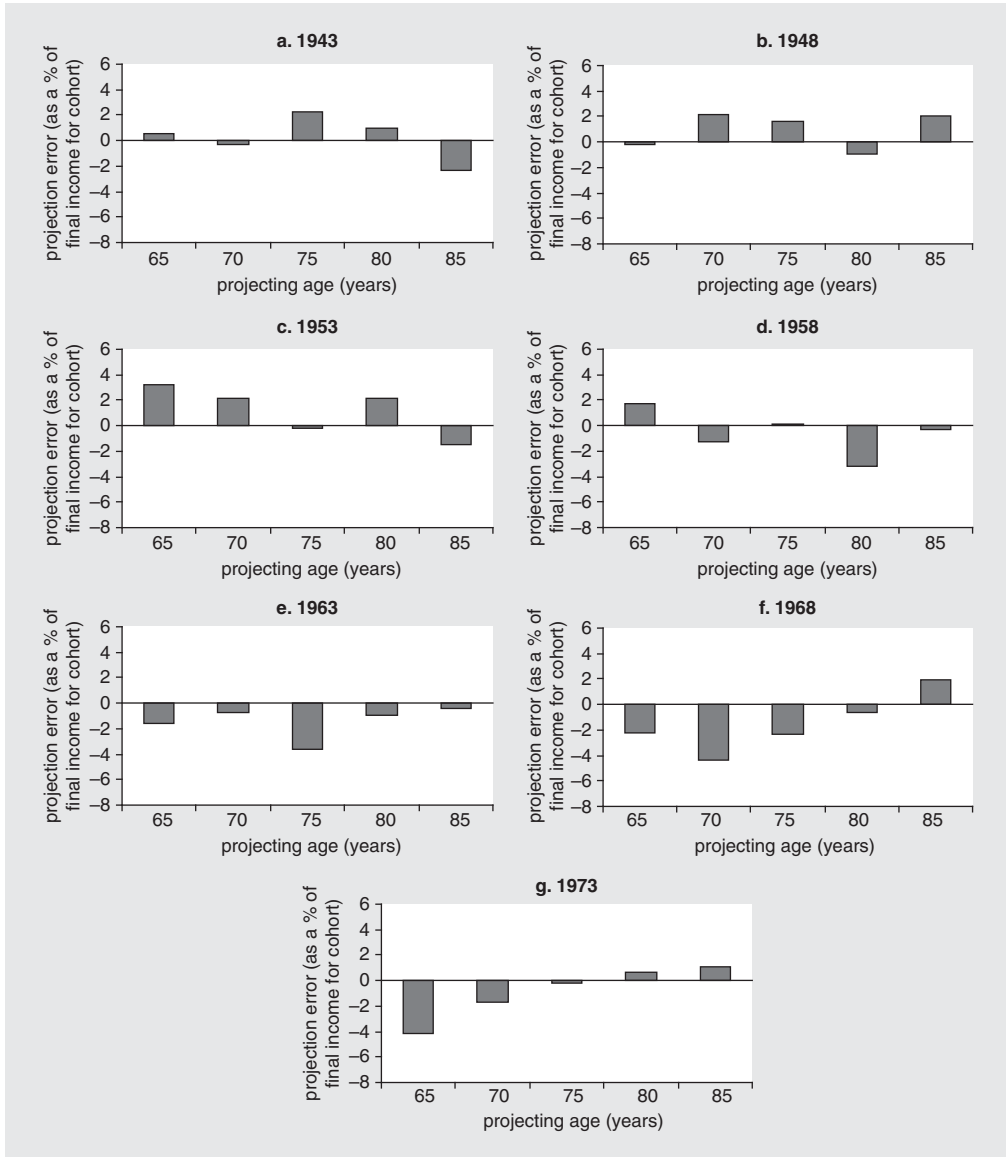 a. 1943
projection error (as a % of
final income for cohort)
6
4
2
0
–2
–4
–6
–8
65 70 75 80 85
projecting age (years)
b. 1948
projection error (as a % of
final income for cohort)
6
4
2
0
–2
–4
–6
–8
65 70 75 80 85
projecting age (years)
c. 1953
projection error (as a % of
final income for cohort)
6
4
2
0
–2
–4
–6
–8
65 70 75 80 85
projecting age (years)
d. 1958
projection error (as a % of
final income for cohort)
6
4
2
0
–2
–4
–6
–8
65 70 75 80 85
projecting age (years)
e. 1963
projection error (as a % of
final income for cohort)
6
4
2
0
–2
–4
–6
–8
65 70 75 80 85
projecting age (years)
f. 1968
projection error (as a % of
final income for cohort)
6
4
2
0
–2
–4
–6
–8
65 70 75 80 85
projecting age (years)
g. 1973
projection error (as a % of
final income for cohort)
6
4
2
0
–2
–4
–6
–8
65 70 75 80 85
projecting age (years)